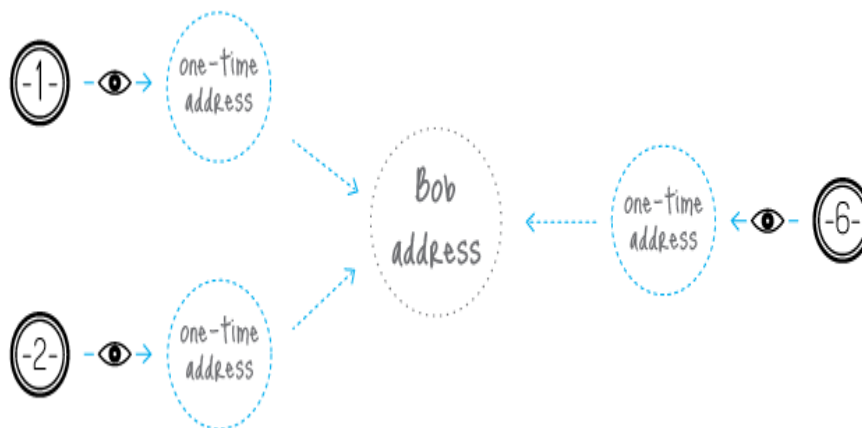 -1-
one-time
address
Bob
address
one-time
address
-6-
-2-
one-time
address